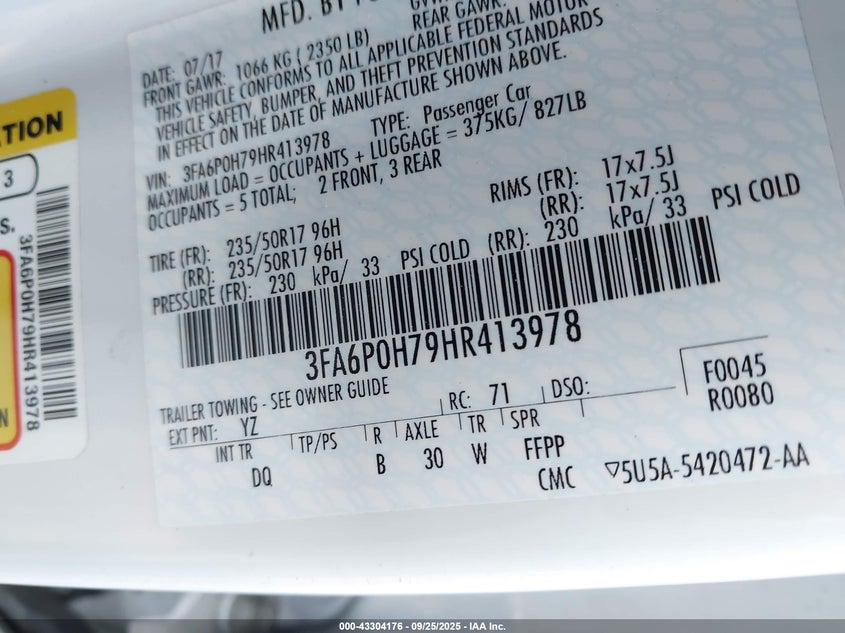 MFD. BY
REAR GAWR:
DATE: 07/17
FRONT GAWR: 1066 KG ( 2350 LB)
THIS VEHICLE CONFORMS TO ALL APPLICABLE FEDERAL MOTOR
VEHICLE SAFETY, BUMPER, AND THEFT PREVENTION STANDARDS
IN EFFECT ON THE DATE OF MANUFACTURE SHOWN ABOVE.
VIN: 3FA6P0H79HR413978 TYPE: Passenger Car
MAXIMUM LOAD = OCCUPANTS + LUGGAGE = 375KG/ 827LB
OCCUPANTS = 5 TOTAL; 2 FRONT, 3 REAR
TIRE (FR): 235/50R17 96H RIMS (FR): 17x7.5J
(RR): 235/50R17 96H (RR): 17x7.5J
PRESSURE (FR): 230 kPa/ 33 PSI COLD (RR): 230 kPa/ 33 PSI COLD
3FA6P0H79HR413978
TRAILER TOWING - SEE OWNER GUIDE
EXT PNT: YZ RC: 71 DSO: F0045
R0080
INT TR TP/PS R AXLE TR SPR
DQ B 30 W FFPP
CMC 5U5A-5420472-AA
3
S.
3FA6P0H79HR413978
N
000-43304176 - 09/25/2025 - IAA Inc.